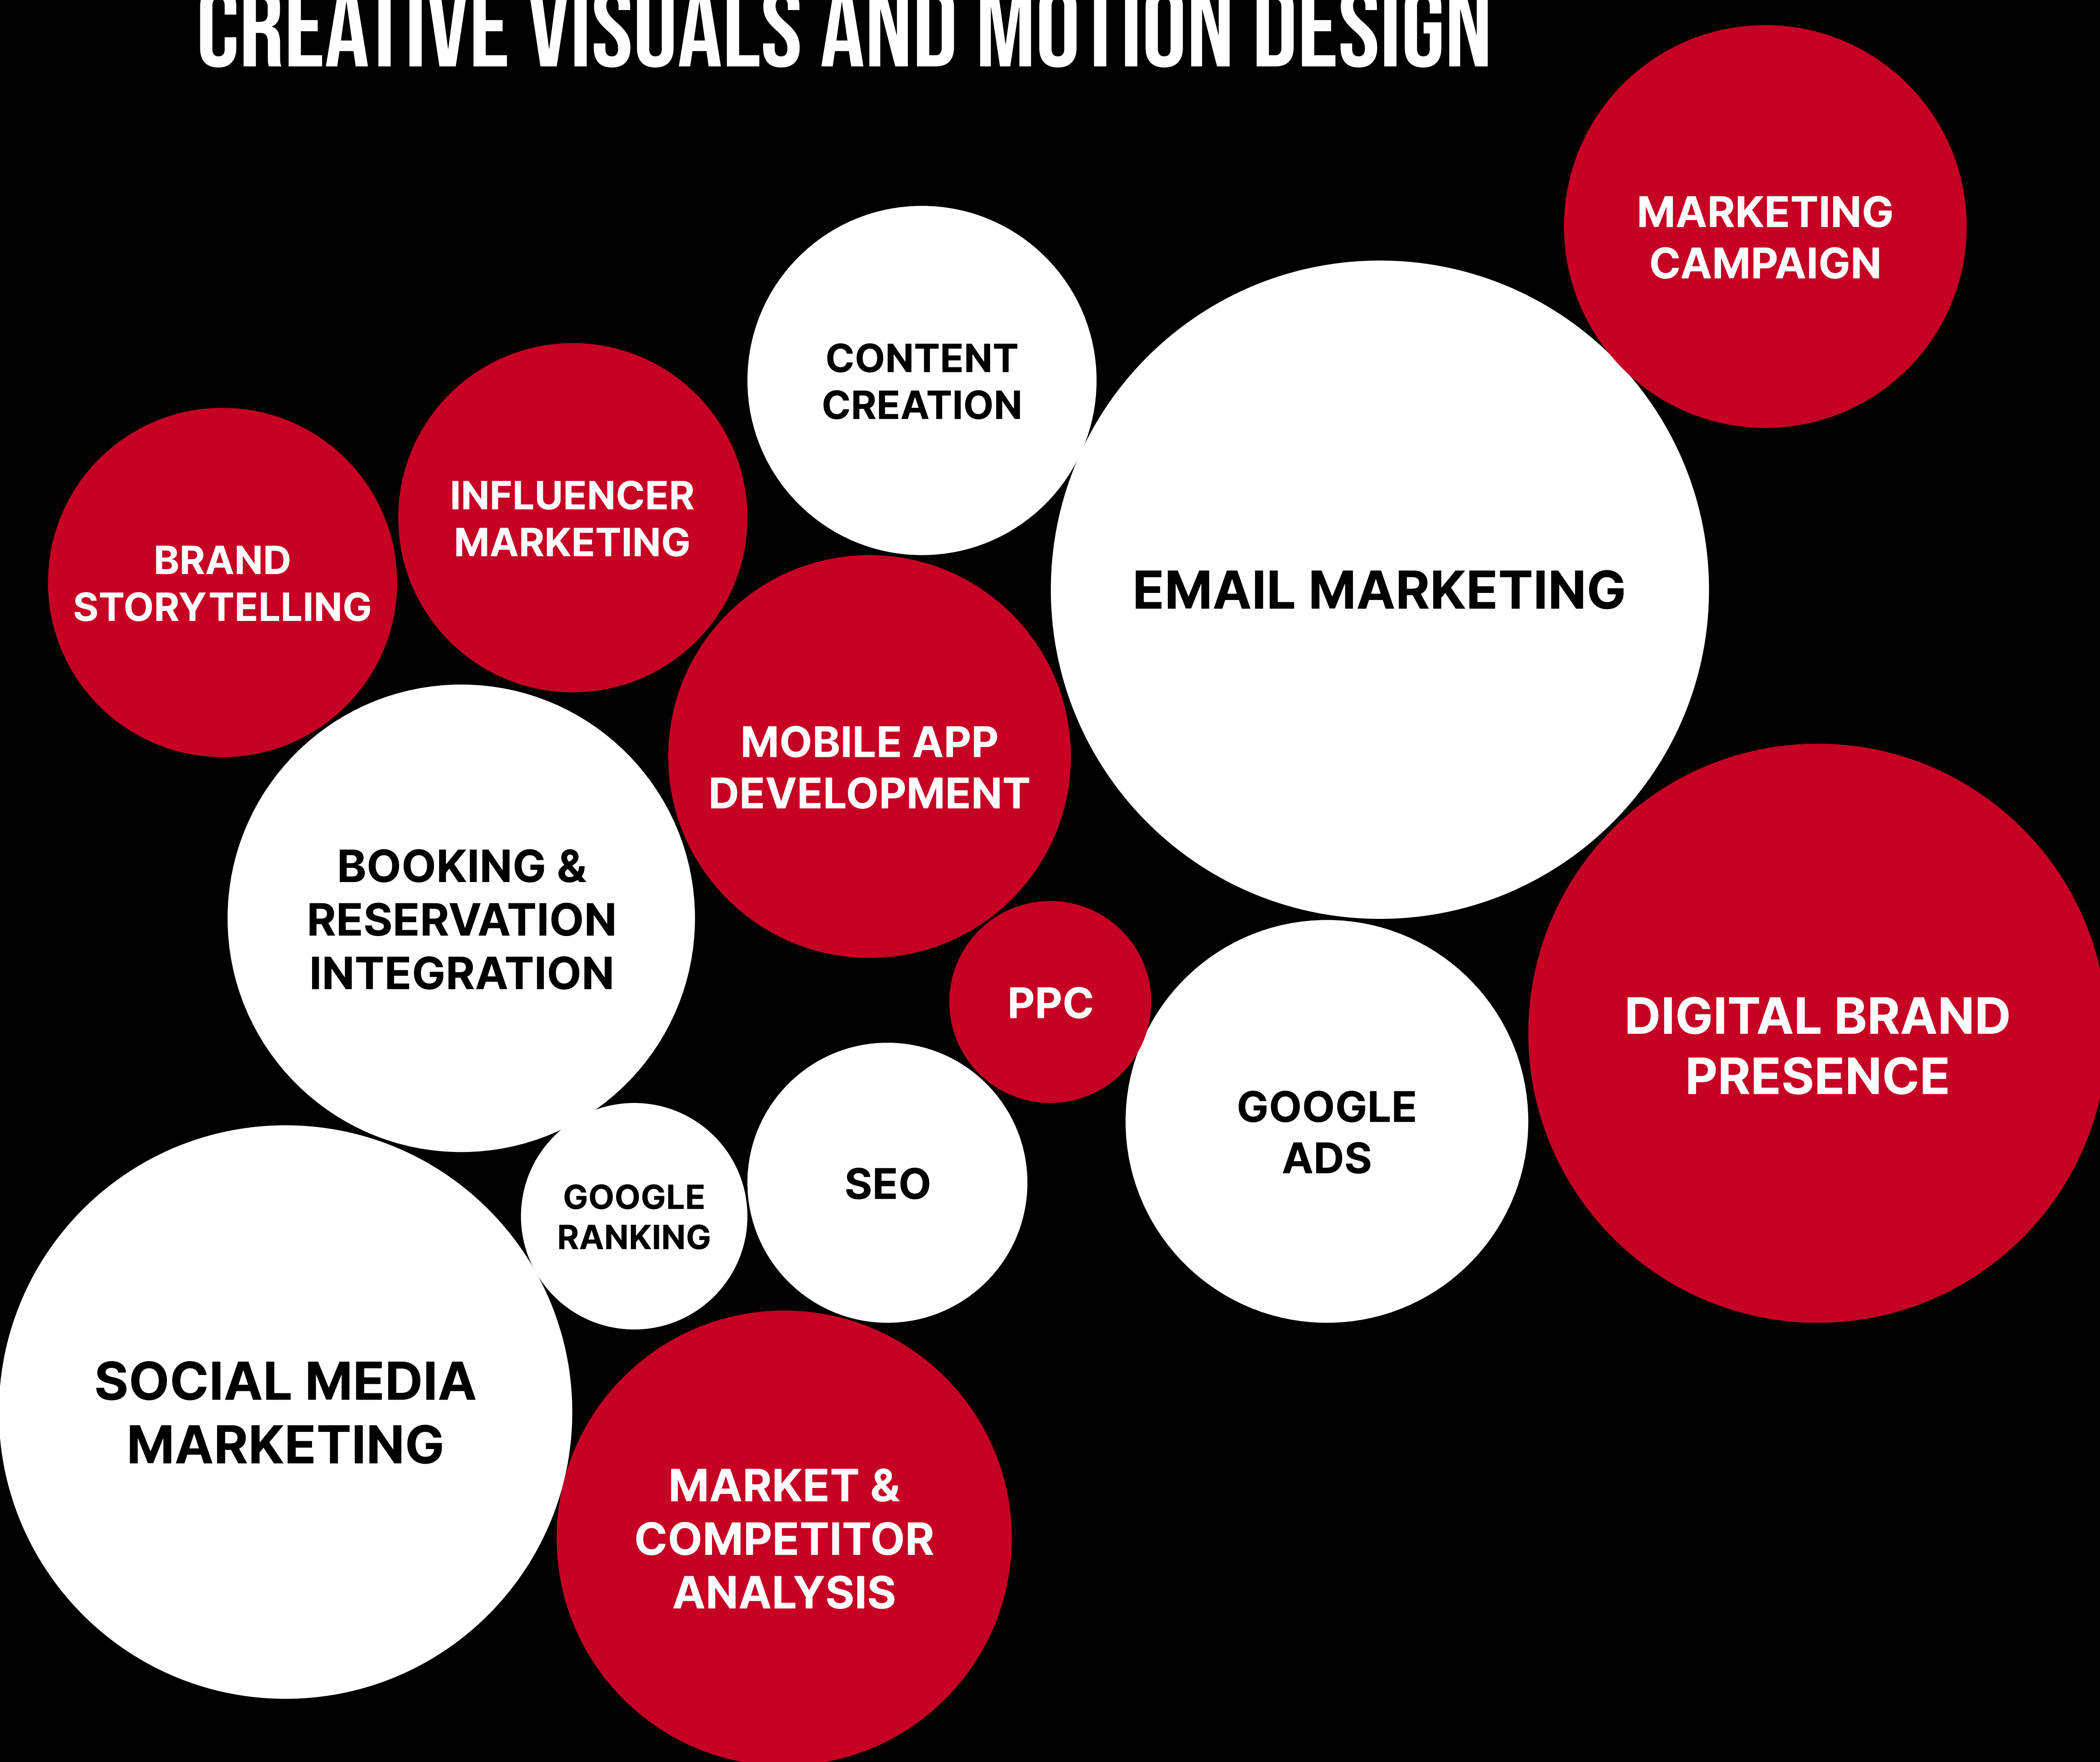 CREATIVE VISUALS AND MOTION DESIGN
MARKETING
CAMPAIGN
CONTENT
CREATION
INFLUENCER
MARKETING
BRAND
STORYTELLING
EMAIL MARKETING
MOBILE APP
DEVELOPMENT
BOOKING &
RESERVATION
INTEGRATION
PPC
DIGITAL BRAND
PRESENCE
GOOGLE
ADS
SEO
GOOGLE
RANKING
SOCIAL MEDIA
MARKETING
MARKET &
COMPETITOR
ANALYSIS